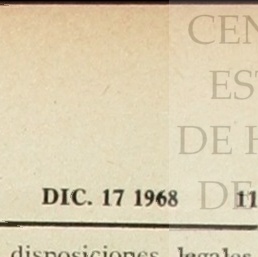 CEN
EST
DE H
DE
DIC. 17 1968 11
disposiciones legales